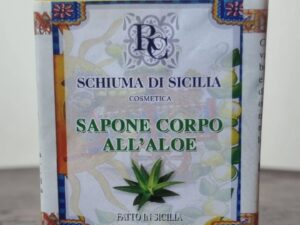 RC
SCHIUMA DI SICILIA
COSMETICA
SAPONE CORPO
ALL'ALOE
FATTO IN SICILIA